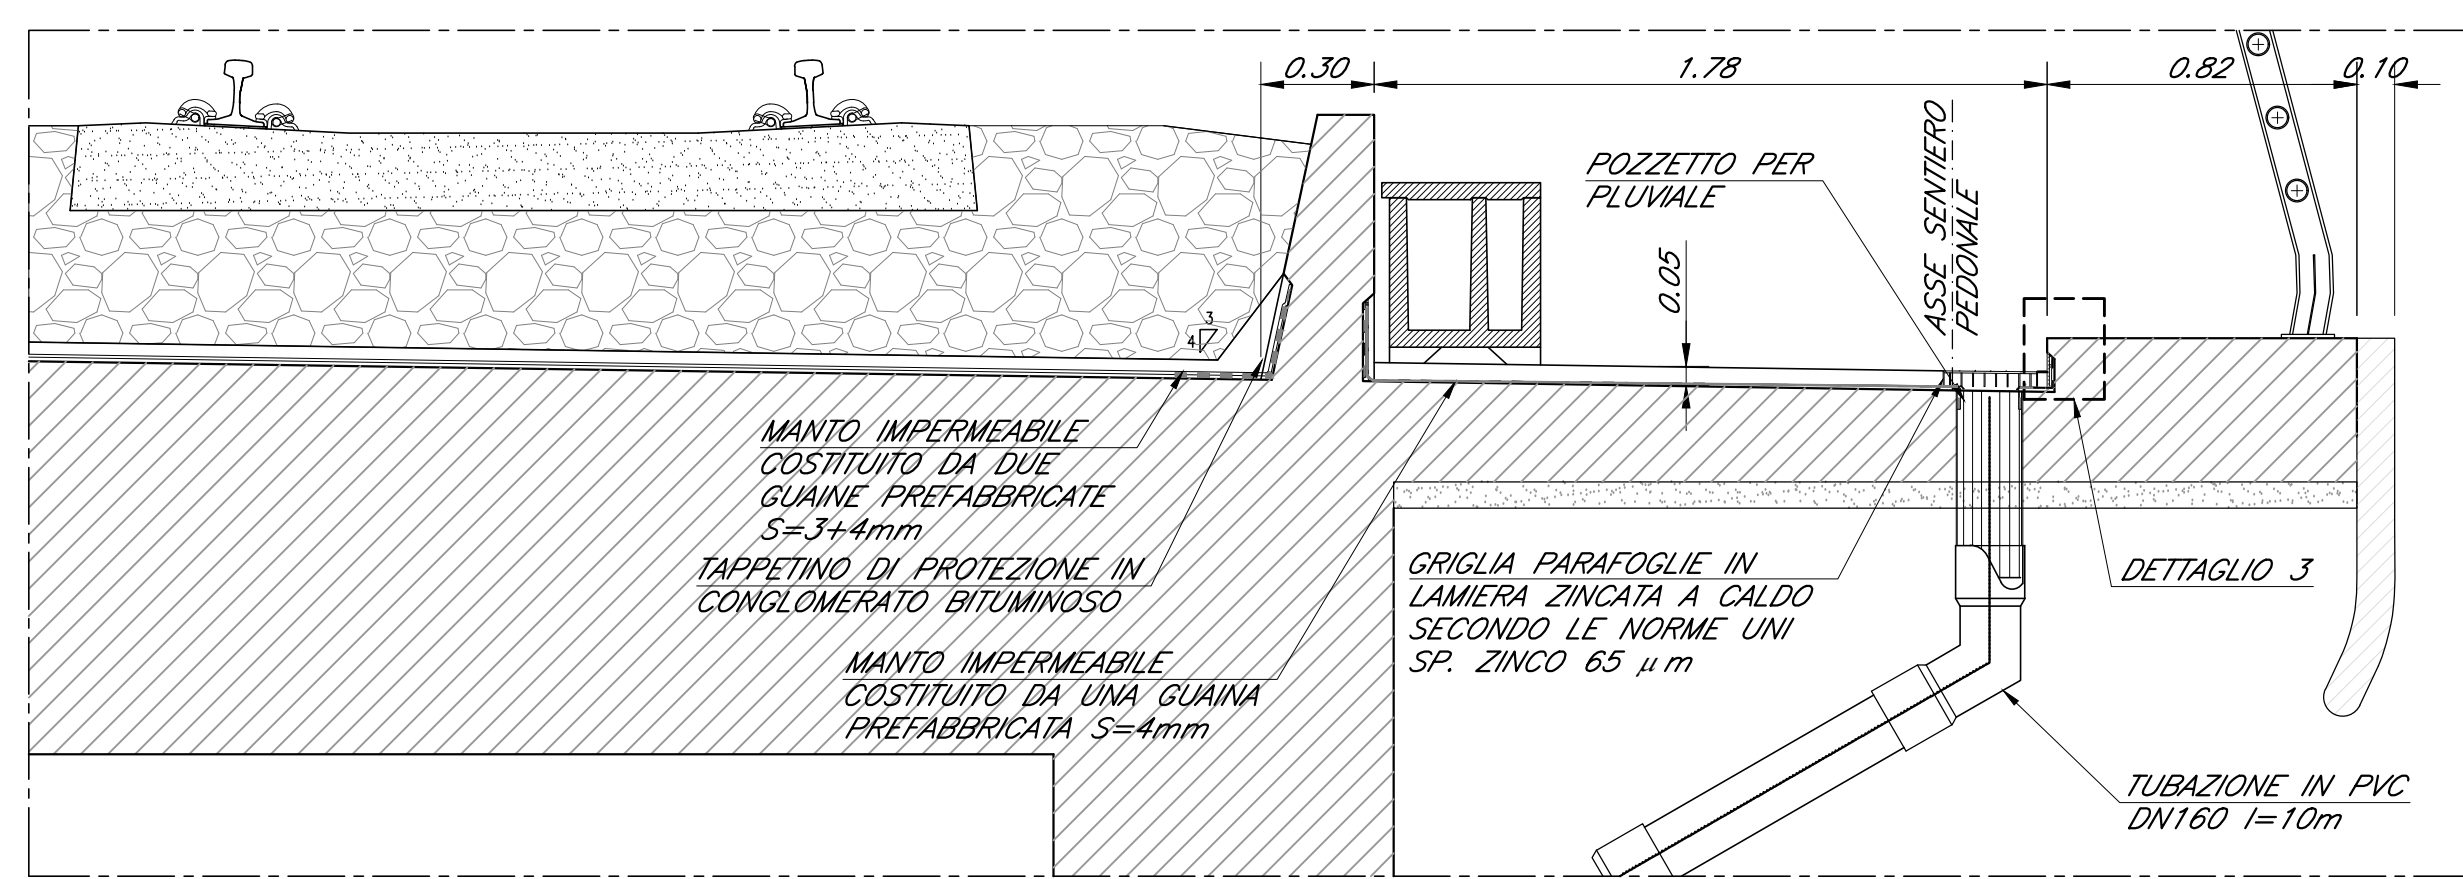 0.30
1.78
0.82
0.10
POZZETTO PER
PLUVIALE
ASSE SENTIERO
PEDONALE
0.05
3
4
MANTO IMPERMEABILE
COSTITUITO DA DUE
GUAINE PREFABBRICATE
S=3+4mm
TAPPETINO DI PROTEZIONE IN
CONGLOMERATO BITUMINOSO
MANTO IMPERMEABILE
COSTITUITO DA UNA GUAINA
PREFABBRICATA S=4mm
GRIGLIA PARAFOGLIE IN
LAMIERA ZINCATA A CALDO
SECONDO LE NORME UNI
SP. ZINCO 65 μm
DETTAGLIO 3
TUBAZIONE IN PVC
DN160 l=10m